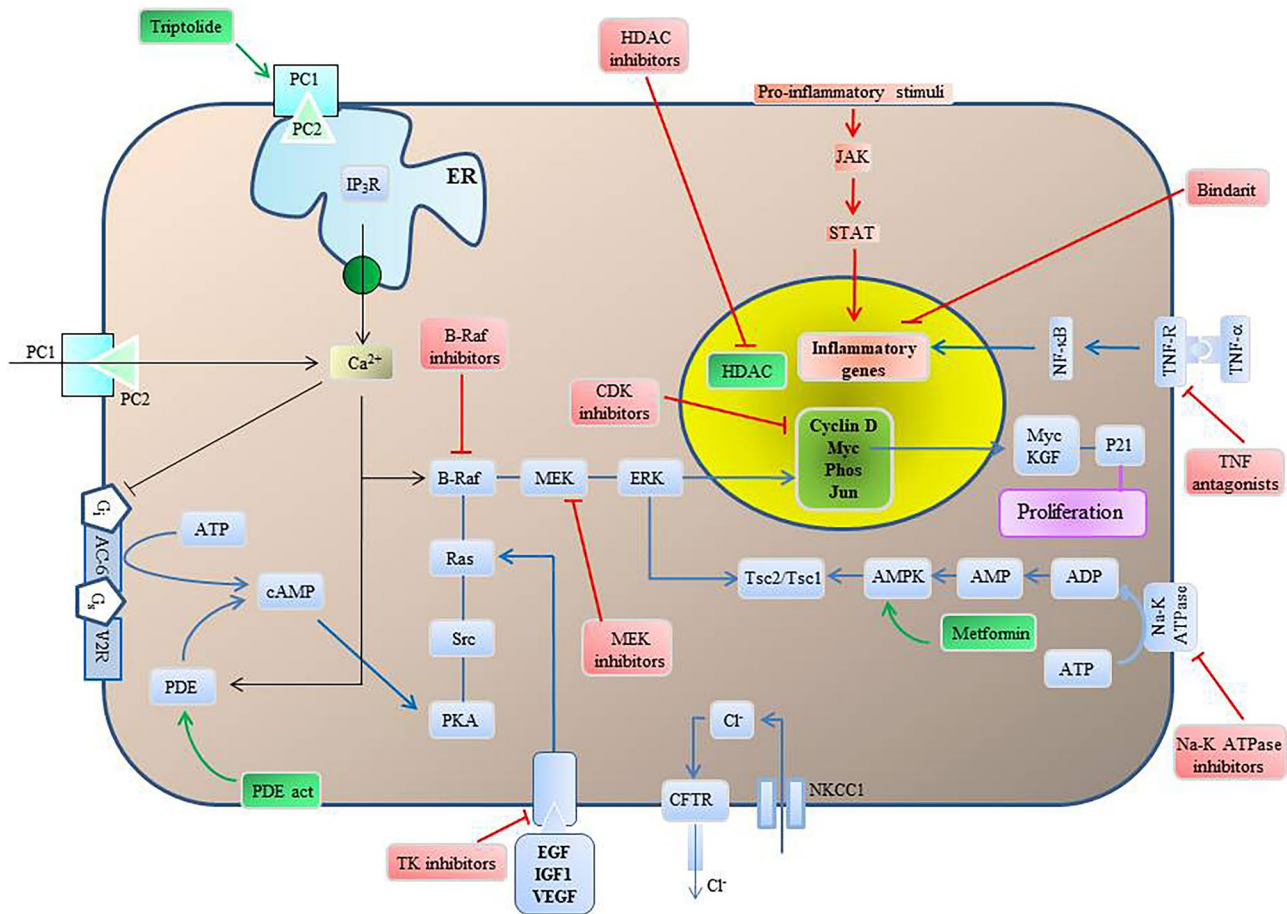 Triptolide
PC1
PC2
IP₃R
ER
HDAC
inhibitors
Pro-inflammatory stimuli
JAK
STAT
Bindarit
PC1
PC2
Ca²⁺
B-Raf
inhibitors
HDAC
Inflammatory
genes
NF-κB
TNF-R
TNF-α
CDK
inhibitors
Cyclin D
Myc
Phos
Jun
Myc
KGF
P21
Proliferation
TNF
antagonists
B-Raf
MEK
ERK
Gᵢ
AC-6
Gₛ
V2R
ATP
cAMP
PDE
PDE act
Ras
Src
PKA
MEK
inhibitors
Tsc2/Tsc1
AMPK
AMP
ADP
Metformin
ATP
Na-K
ATPase
Na-K ATPase
inhibitors
Cl⁻
CFTR
NKCC1
Cl⁻
TK inhibitors
EGF
IGF1
VEGF